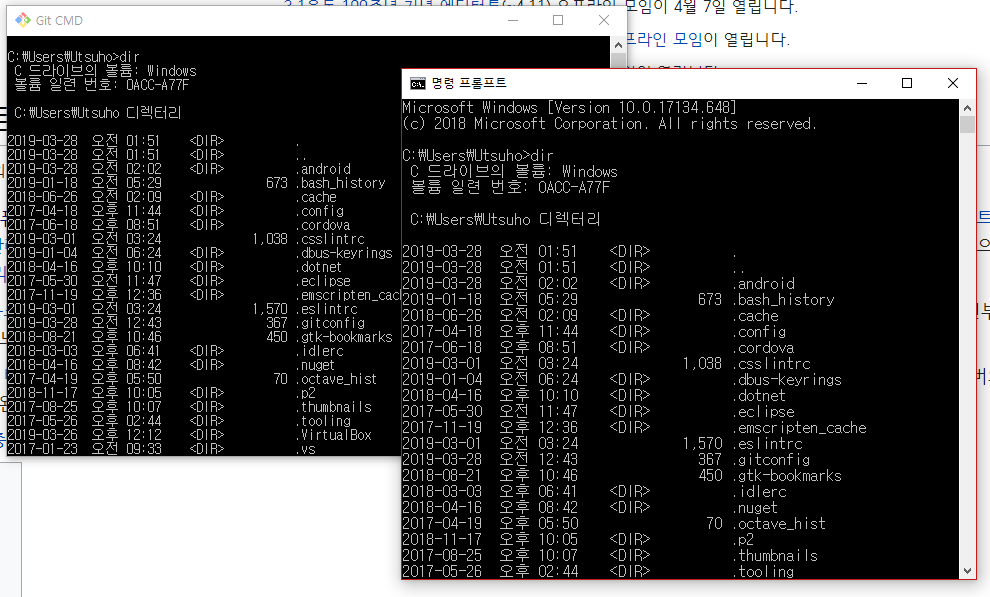 3.1운동 100주년 기념 에디터톤(~4.11) 오프라인 모임이 4월 7일 열립니다.
프라인 모임이 열립니다.
Git CMD
C:₩Users₩Utsuho>dir
C 드라이브의 볼륨: Windows
볼륨 일련 번호: 0ACC-A77F
C:₩Users₩Utsuho 디렉터리
2019-03-28 오전 01:51 <DIR> .
2019-03-28 오전 01:51 <DIR> ..
2019-03-28 오전 02:02 <DIR> .android
2019-01-18 오전 05:29 673 .bash_history
2018-06-26 오전 02:09 <DIR> .cache
2017-04-18 오후 11:44 <DIR> .config
2017-06-18 오후 08:51 <DIR> .cordova
2019-03-01 오전 03:24 1,038 .csslintrc
2019-01-04 오전 06:24 <DIR> .dbus-keyrings
2018-04-16 오후 10:10 <DIR> .dotnet
2017-05-30 오전 11:47 <DIR> .eclipse
2017-11-19 오후 12:36 <DIR> .emscripten_cac
2019-03-01 오전 03:24 1,570 .eslintrc
2019-03-28 오전 12:43 367 .gitconfig
2018-08-21 오후 10:46 450 .gtk-bookmarks
2018-03-03 오후 06:41 <DIR> .idlerc
2018-04-16 오후 08:42 <DIR> .nuget
2017-04-19 오후 05:50 70 .octave_hist
2018-11-17 오후 10:05 <DIR> .p2
2017-08-25 오후 10:07 <DIR> .thumbnails
2017-05-26 오후 02:44 <DIR> .tooling
2019-03-26 오후 12:12 <DIR> .VirtualBox
2017-01-23 오후 09:33 <DIR> .vs
명령 프롬프트
Microsoft Windows [Version 10.0.17134.648]
(c) 2018 Microsoft Corporation. All rights reserved.
C:₩Users₩Utsuho>dir
C 드라이브의 볼륨: Windows
볼륨 일련 번호: 0ACC-A77F
C:₩Users₩Utsuho 디렉터리
2019-03-28 오전 01:51 <DIR> .
2019-03-28 오전 01:51 <DIR> ..
2019-03-28 오전 02:02 <DIR> .android
2019-01-18 오전 05:29 673 .bash_history
2018-06-26 오전 02:09 <DIR> .cache
2017-04-18 오후 11:44 <DIR> .config
2017-06-18 오후 08:51 <DIR> .cordova
2019-03-01 오전 03:24 1,038 .csslintrc
2019-01-04 오전 06:24 <DIR> .dbus-keyrings
2018-04-16 오후 10:10 <DIR> .dotnet
2017-05-30 오전 11:47 <DIR> .eclipse
2017-11-19 오후 12:36 <DIR> .emscripten_cache
2019-03-01 오전 03:24 1,570 .eslintrc
2019-03-28 오전 12:43 367 .gitconfig
2018-08-21 오후 10:46 450 .gtk-bookmarks
2018-03-03 오후 06:41 <DIR> .idlerc
2018-04-16 오후 08:42 <DIR> .nuget
2017-04-19 오후 05:50 70 .octave_hist
2018-11-17 오후 10:05 <DIR> .p2
2017-08-25 오후 10:07 <DIR> .thumbnails
2017-05-26 오후 02:44 <DIR> .tooling